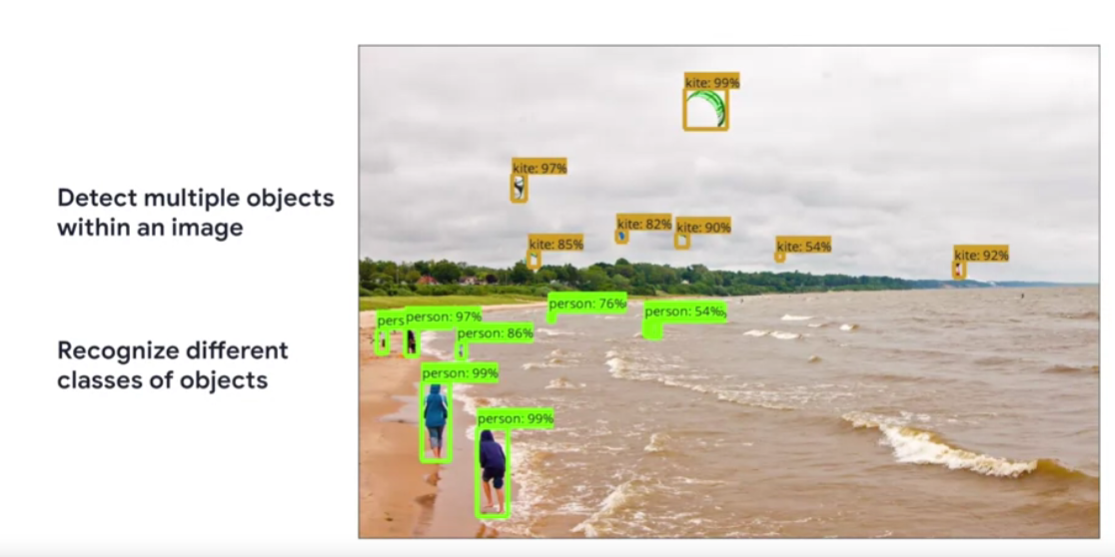 Detect multiple objects
within an image
Recognize different
classes of objects
kite: 99%
kite: 97%
kite: 82%
kite: 90%
kite: 85%
kite: 54%
kite: 92%
person: 76%
person: 54%
pers
person: 97%
person: 86%
person: 99%
person: 99%